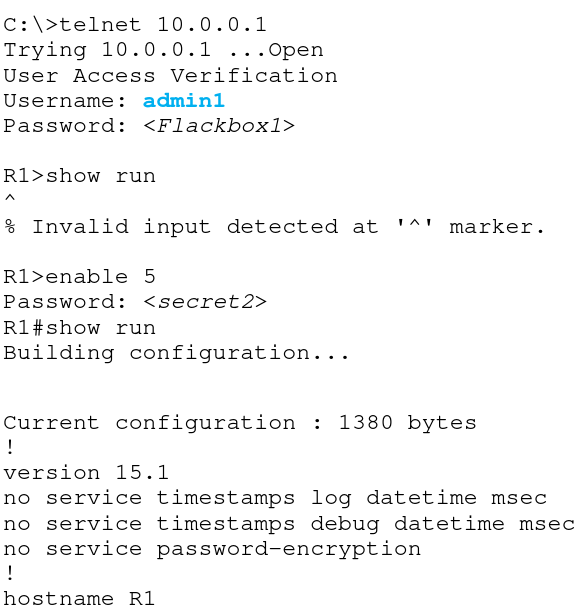 C:\>telnet 10.0.0.1
Trying 10.0.0.1 ...Open
User Access Verification
Username: admin1
Password: <Flackbox1>
R1>show run
^
% Invalid input detected at '^' marker.
R1>enable 5
Password: <secret2>
R1#show run
Building configuration...
Current configuration : 1380 bytes
!
version 15.1
no service timestamps log datetime msec
no service timestamps debug datetime msec
no service password-encryption
!
hostname R1